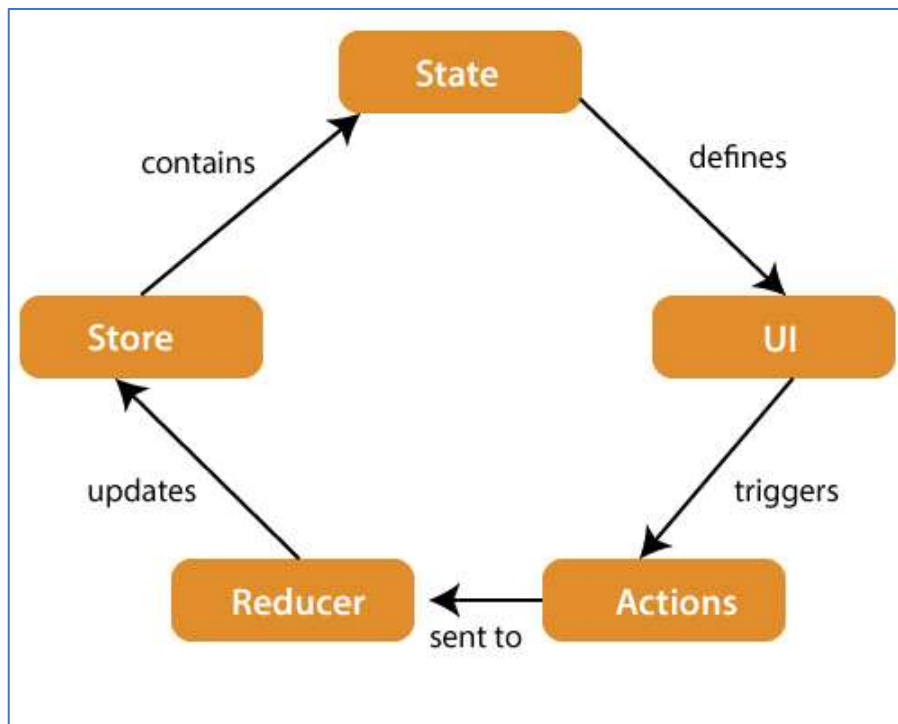 State
contains
defines
Store
UI
updates
triggers
Reducer
Actions
sent to